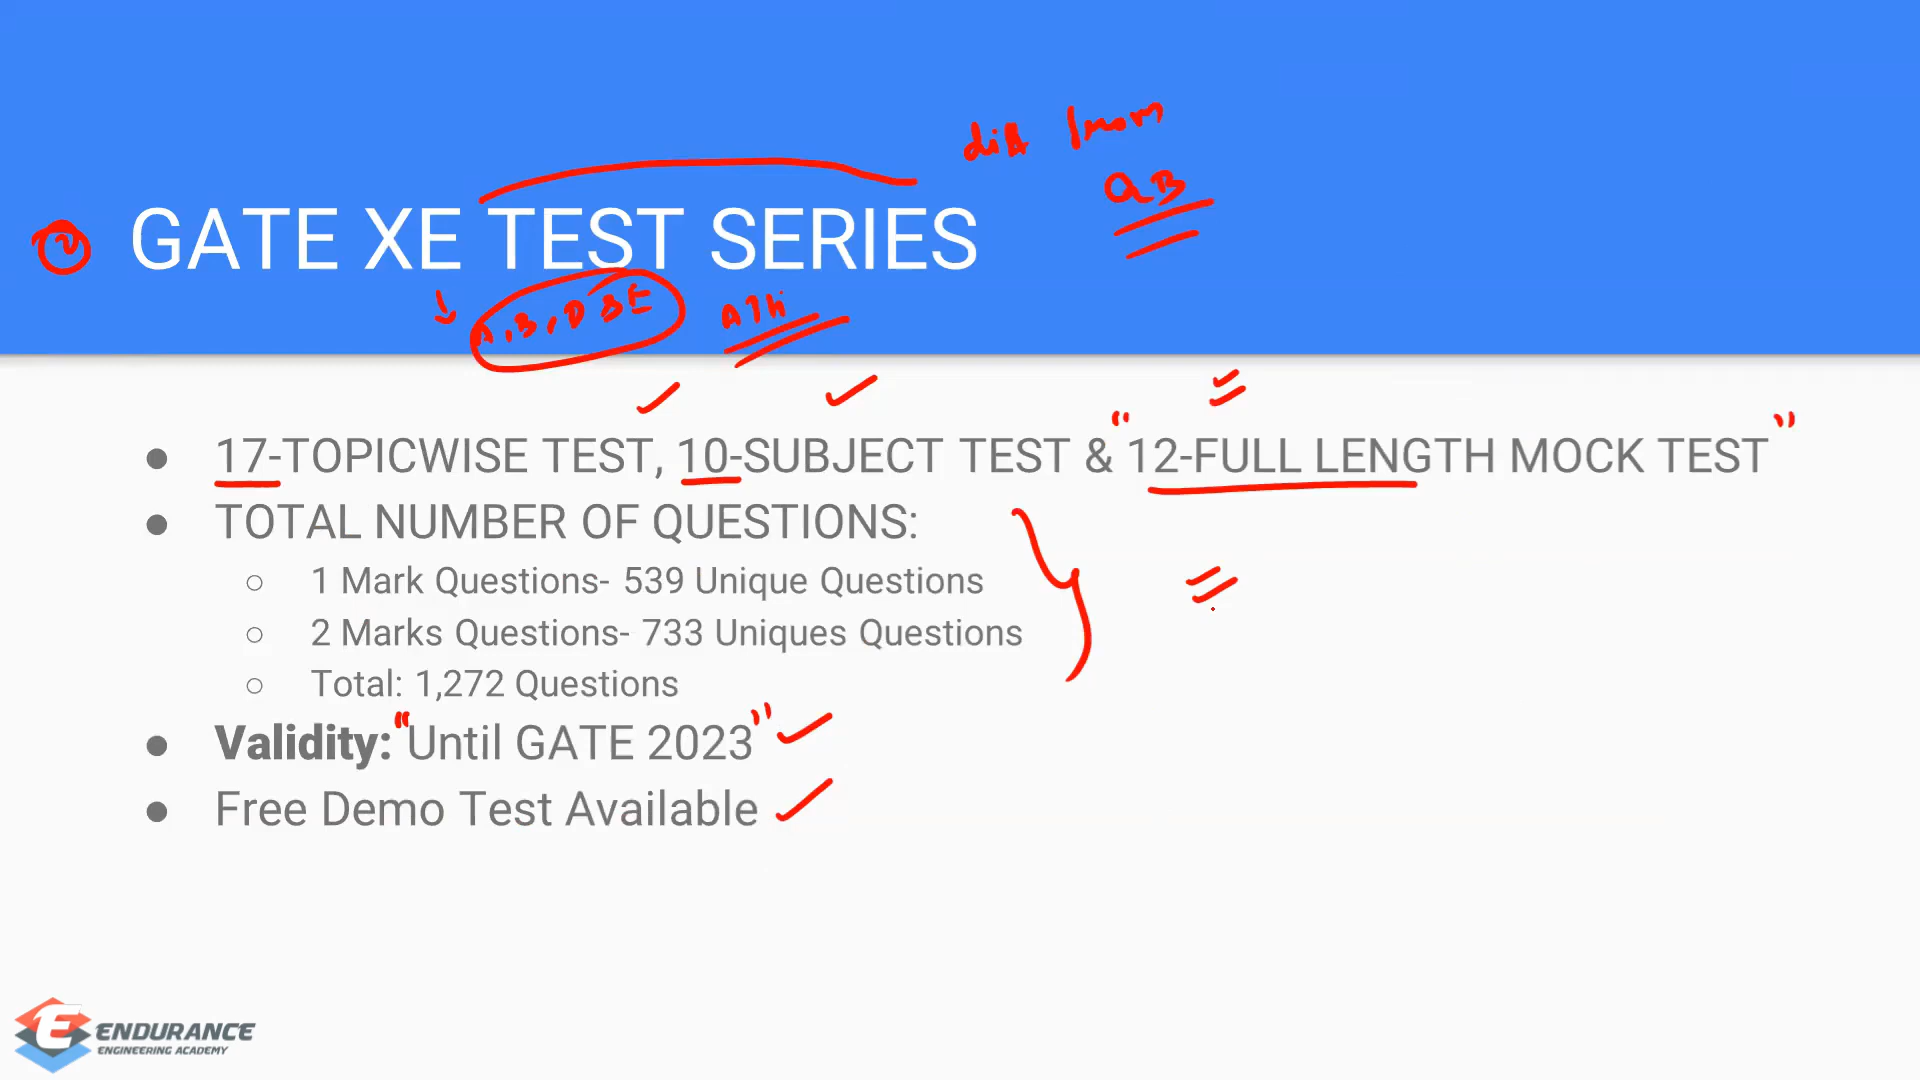 diff from
QB
② GATE XE TEST SERIES
A, B, D & E
● 17-TOPICWISE TEST, 10-SUBJECT TEST & "12-FULL LENGTH MOCK TEST"
● TOTAL NUMBER OF QUESTIONS:
○ 1 Mark Questions- 539 Unique Questions
○ 2 Marks Questions- 733 Uniques Questions
○ Total: 1,272 Questions
● Validity: "Until GATE 2023"
● Free Demo Test Available
ENDURANCE
ENGINEERING ACADEMY